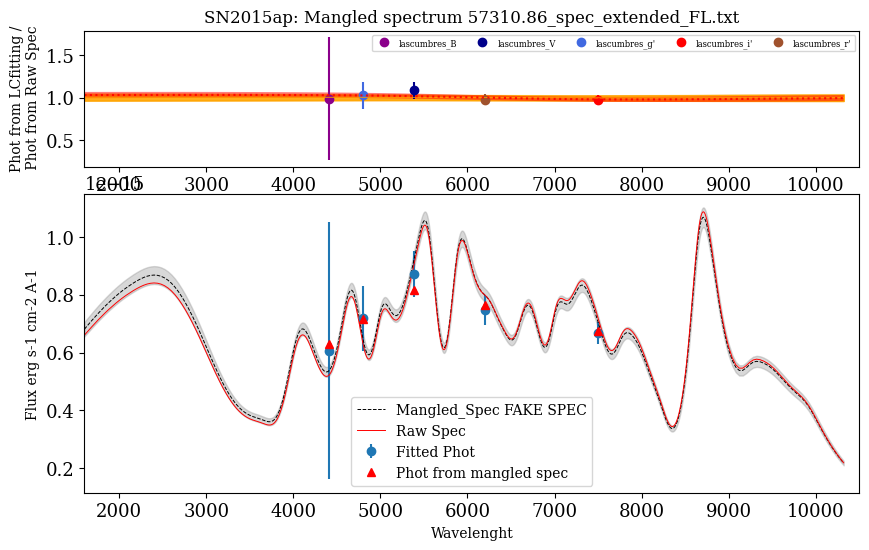 SN2015ap: Mangled spectrum 57310.86_spec_extended_FL.txt
Phot from LCfitting /
Phot from Raw Spec
1.5
1.0
0.5
lascumbres_B
lascumbres_V
lascumbres_g'
lascumbres_i'
lascumbres_r'
2000 3000 4000 5000 6000 7000 8000 9000 10000
1e−15
Flux erg s-1 cm-2 A-1
1.0
0.8
0.6
0.4
0.2
Mangled_Spec FAKE SPEC
Raw Spec
Fitted Phot
Phot from mangled spec
2000 3000 4000 5000 6000 7000 8000 9000 10000
Wavelenght